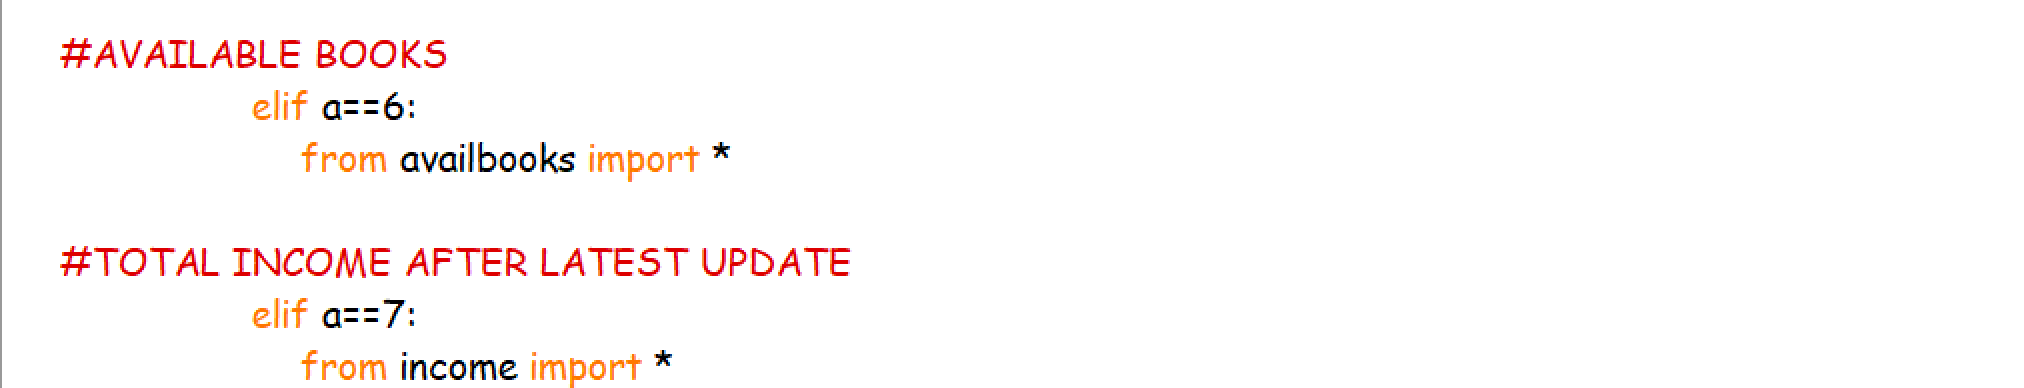 #AVAILABLE BOOKS
elif a==6:
from availbooks import *
#TOTAL INCOME AFTER LATEST UPDATE
elif a==7:
from income import *